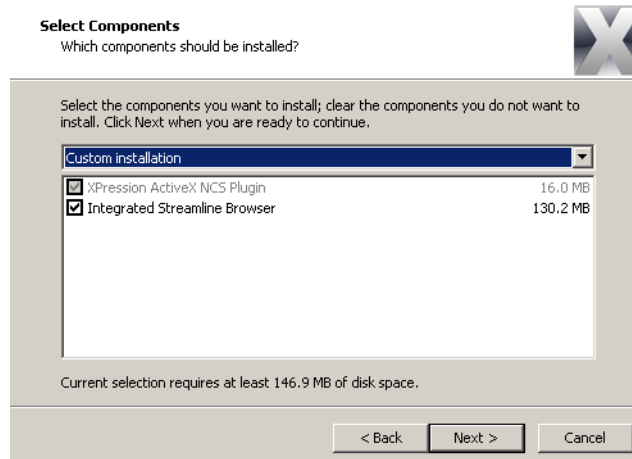 Select Components
Which components should be installed?
Select the components you want to install; clear the components you do not want to
install. Click Next when you are ready to continue.
Custom installation
XPression ActiveX NCS Plugin 16.0 MB
Integrated Streamline Browser 130.2 MB
Current selection requires at least 146.9 MB of disk space.
< Back Next > Cancel